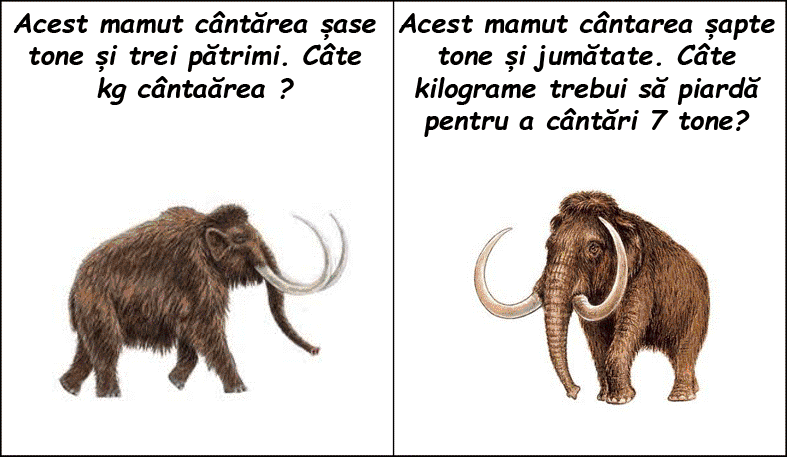 Acest mamut cântărea șase
tone și trei pătrimi. Câte
kg cântaărea ?
Acest mamut cântarea șapte
tone și jumătate. Câte
kilograme trebui să piardă
pentru a cântări 7 tone?